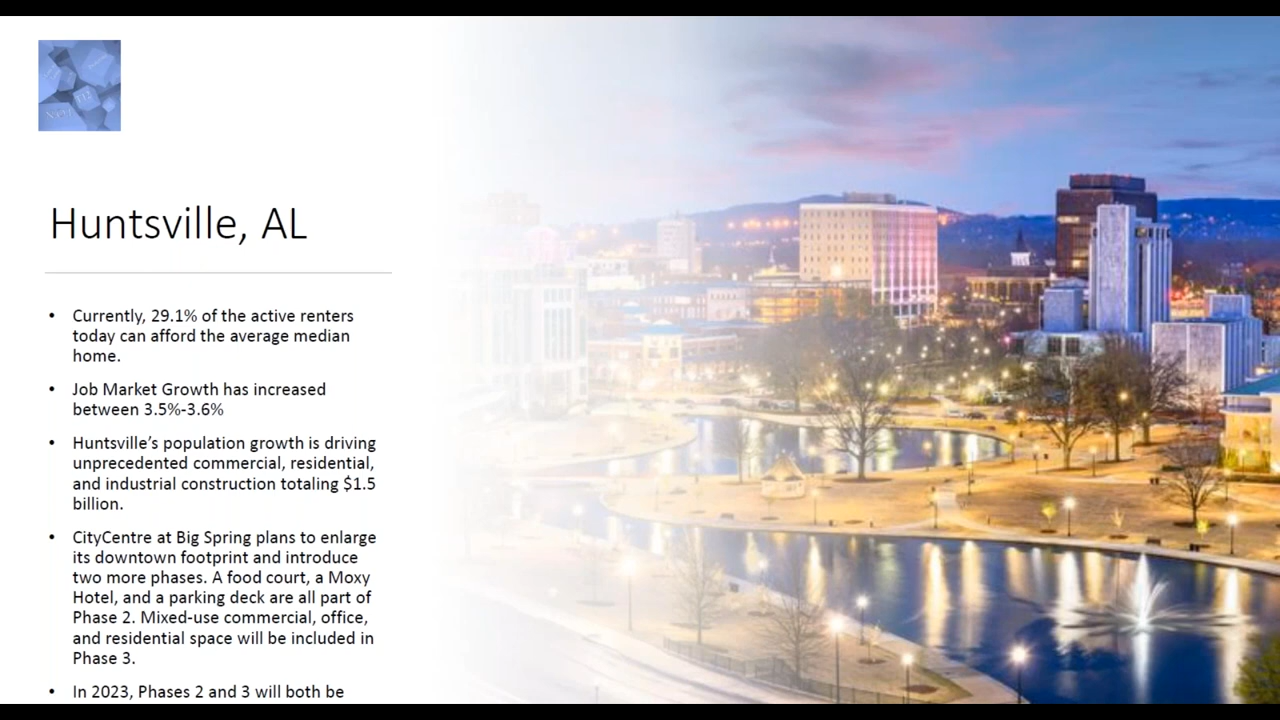 Huntsville, AL
• Currently, 29.1% of the active renters
today can afford the average median
home.
• Job Market Growth has increased
between 3.5%-3.6%
• Huntsville’s population growth is driving
unprecedented commercial, residential,
and industrial construction totaling $1.5
billion.
• CityCentre at Big Spring plans to enlarge
its downtown footprint and introduce
two more phases. A food court, a Moxy
Hotel, and a parking deck are all part of
Phase 2. Mixed-use commercial, office,
and residential space will be included in
Phase 3.
• In 2023, Phases 2 and 3 will both be